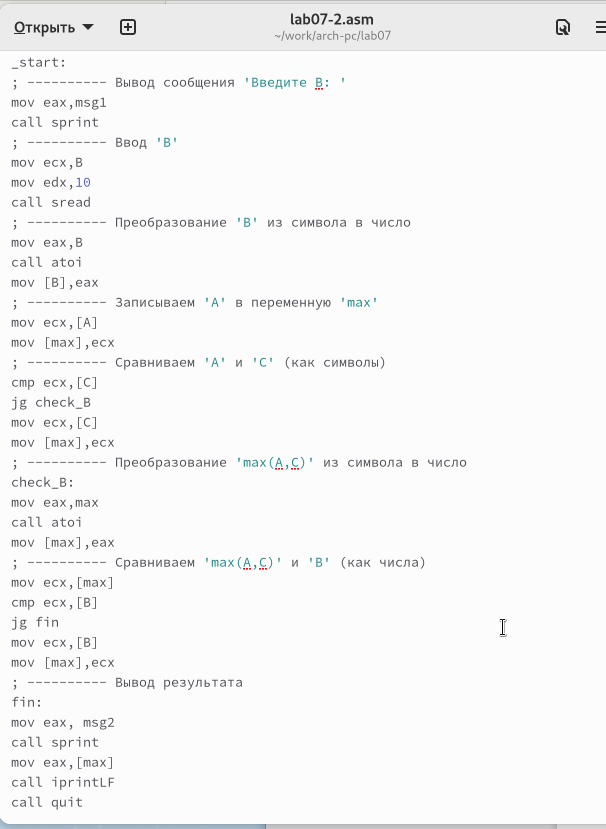 Открыть
lab07-2.asm
~/work/arch-pc/lab07
_start:
; ---------- Вывод сообщения 'Введите B: '
mov eax,msg1
call sprint
; ---------- Ввод 'B'
mov ecx,B
mov edx,10
call sread
; ---------- Преобразование 'B' из символа в число
mov eax,B
call atoi
mov [B],eax
; ---------- Записываем 'A' в переменную 'max'
mov ecx,[A]
mov [max],ecx
; ---------- Сравниваем 'A' и 'C' (как символы)
cmp ecx,[C]
jg check_B
mov ecx,[C]
mov [max],ecx
; ---------- Преобразование 'max(A,C)' из символа в число
check_B:
mov eax,max
call atoi
mov [max],eax
; ---------- Сравниваем 'max(A,C)' и 'B' (как числа)
mov ecx,[max]
cmp ecx,[B]
jg fin
mov ecx,[B]
mov [max],ecx
; ---------- Вывод результата
fin:
mov eax, msg2
call sprint
mov eax,[max]
call iprintLF
call quit